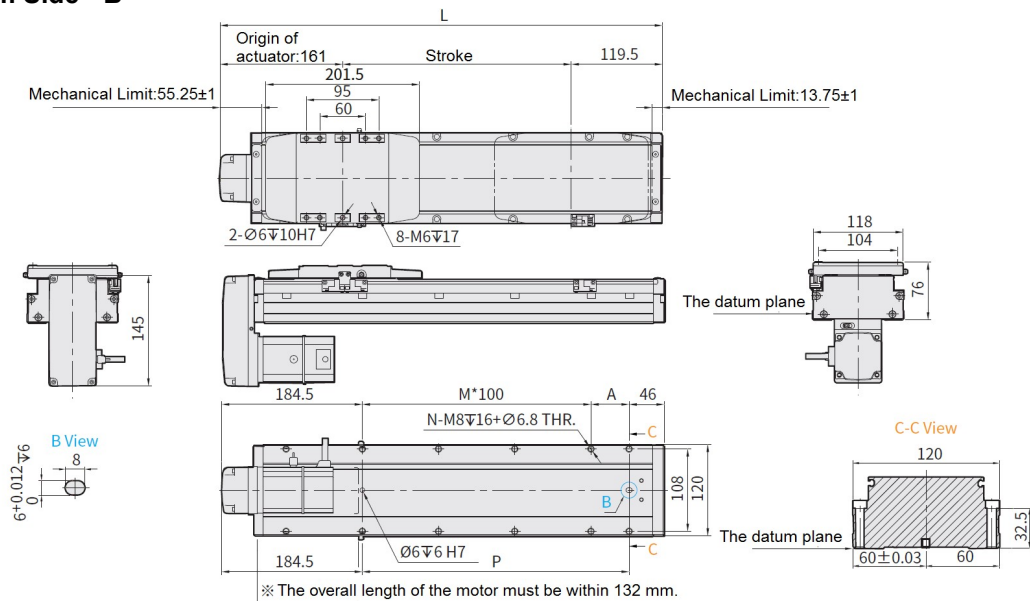 L
Origin of
actuator:161
Stroke
119.5
201.5
Mechanical Limit:55.25±1
95
Mechanical Limit:13.75±1
60
2-Ø6↧10H7
8-M6↧17
118
104
The datum plane
76
145
184.5
M*100
A
46
N-M8↧16+Ø6.8 THR.
C
B View
8
6+0.012↧6
0
B
108
120
C-C View
120
The datum plane
32.5
60±0.03
60
Ø6↧6 H7
C
184.5
P
※ The overall length of the motor must be within 132 mm.